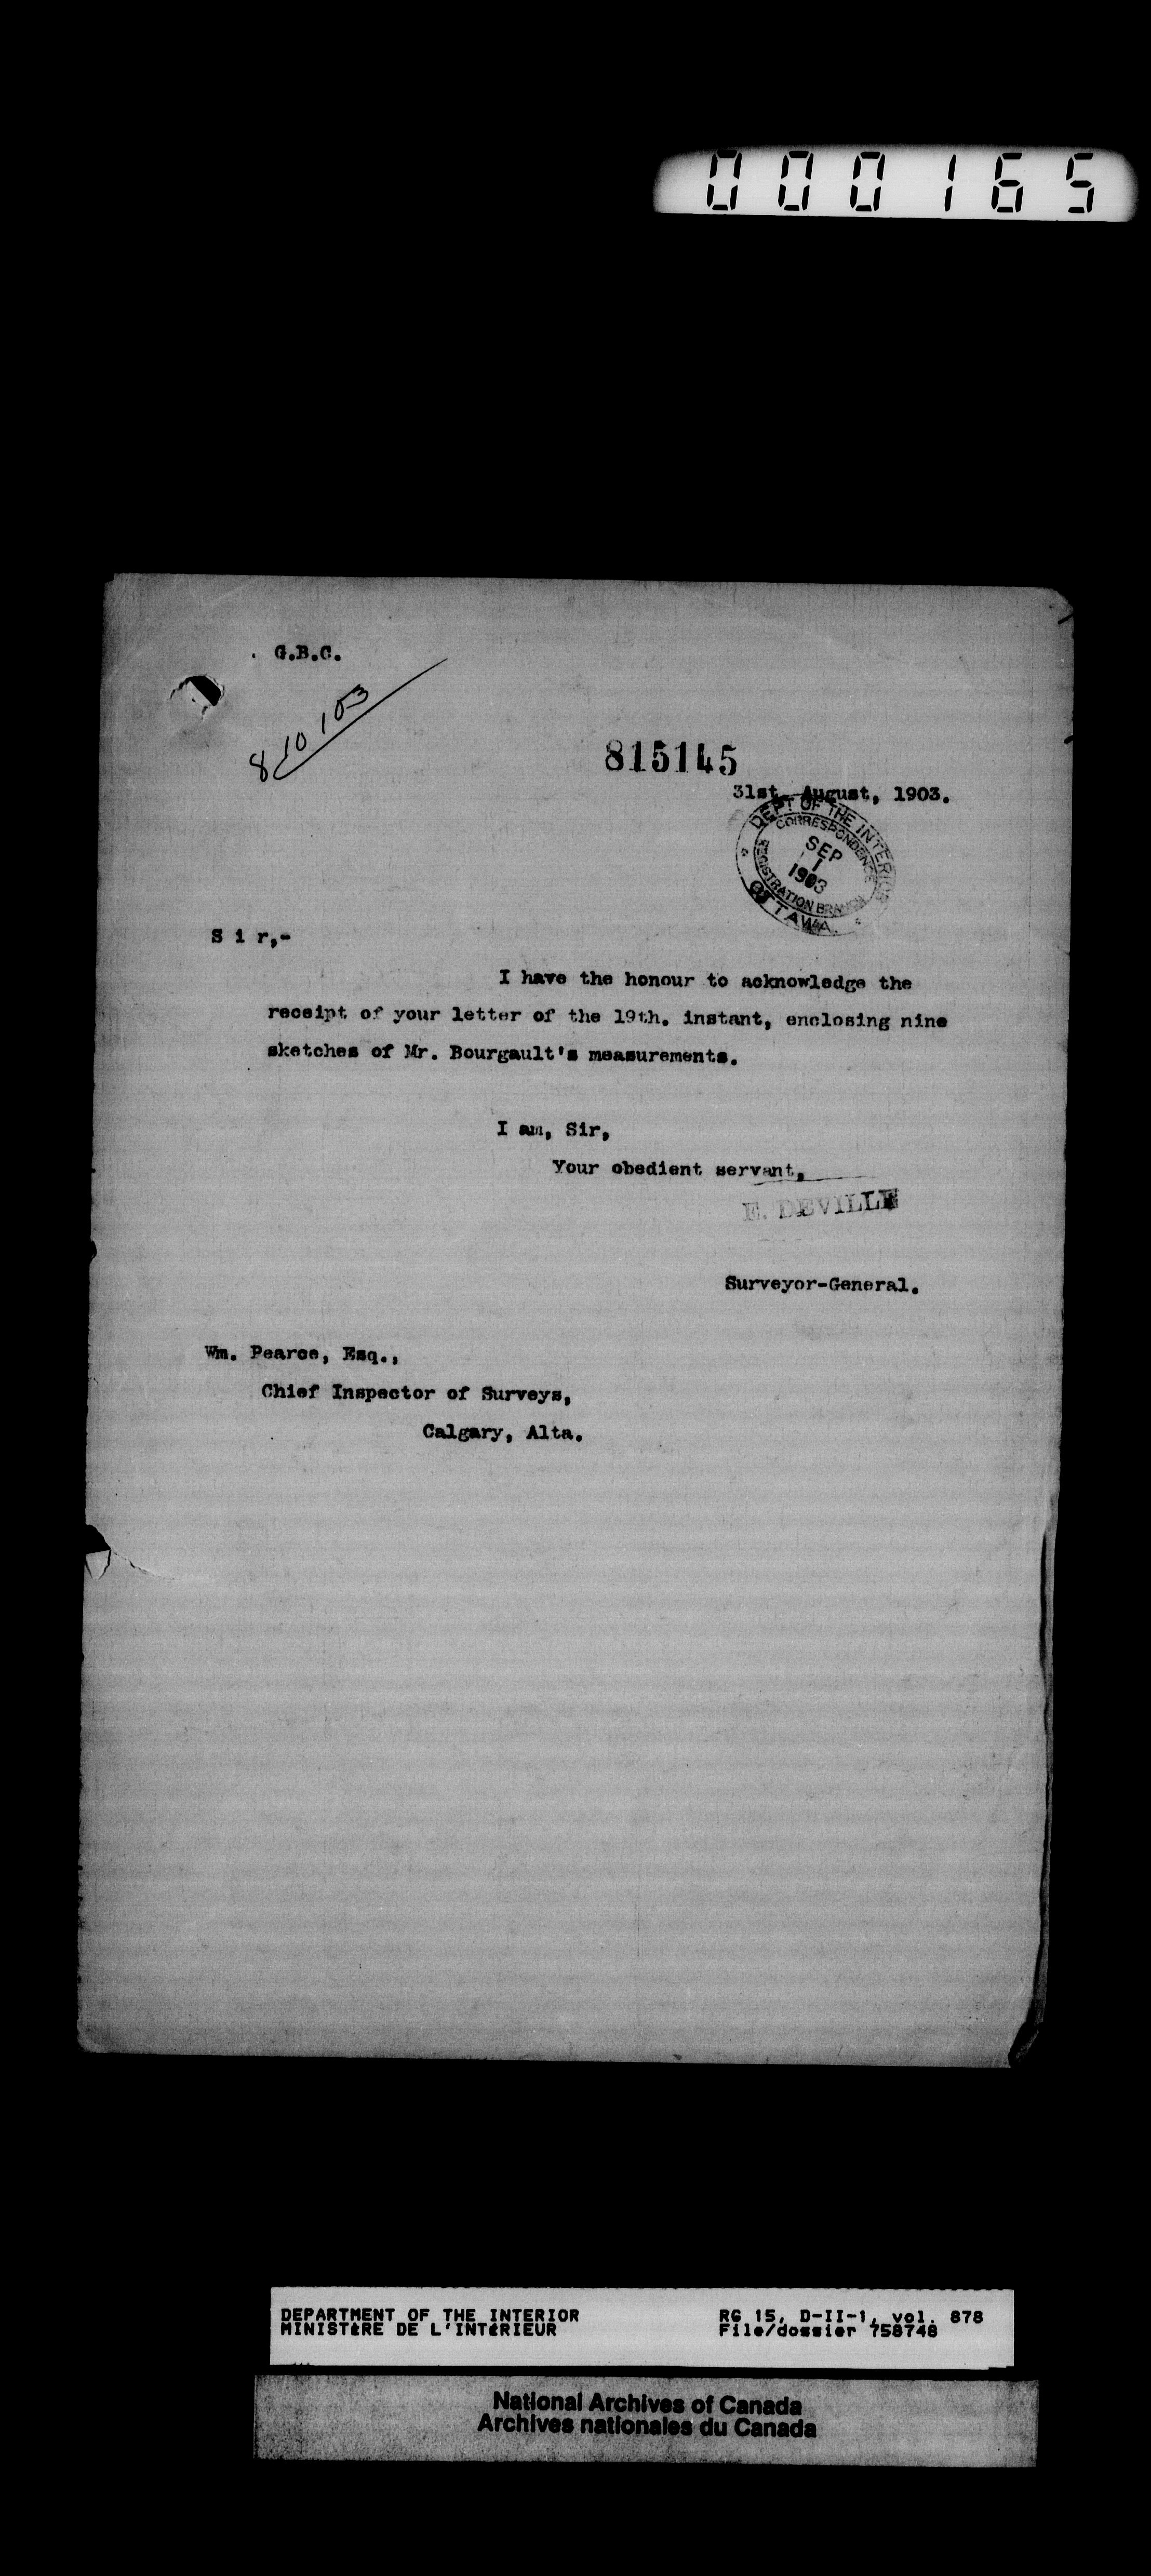 000165
G.B.C.
810103
815145
31st. August, 1903.
DEPT OF THE INTERIOR
CORRESPONDENCE
SEP
1
1903
REGISTRATION BRANCH
OTTAWA.
S i r,-
I have the honour to acknowledge the
receipt of your letter of the 19th. instant, enclosing nine
sketches of Mr. Bourgault's measurements.
I am, Sir,
Your obedient servant,
E. DEVILLE
Surveyor-General.
Wm. Pearce, Esq.,
Chief Inspector of Surveys,
Calgary, Alta.
DEPARTMENT OF THE INTERIOR
MINISTÈRE DE L'INTÉRIEUR
RG 15, D-II-1, vol. 878
File/dossier 758748
National Archives of Canada
Archives nationales du Canada